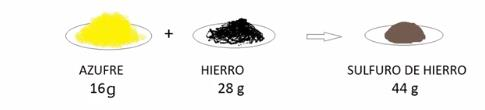 +
AZUFRE HIERRO SULFURO DE HIERRO
16g 28 g 44 g